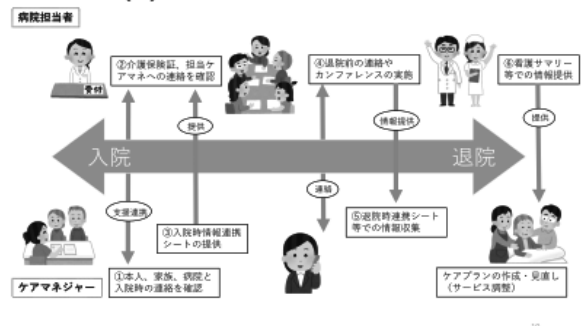 病院担当者
②介護保険証、担当ケ
アマネへの連絡を確認
④退院前の連絡や
カンファレンスの実施
⑥看護サマリー
等での情報提供
受付
提供
情報提供
提供
入院
退院
支援連携
連絡
③入院時情報連携
シートの提供
⑤退院時連携シート
等での情報収集
ケアマネジャー
①本人、家族、病院と
入院時の連絡を確認
ケアプランの作成・見直し
（サービス調整）